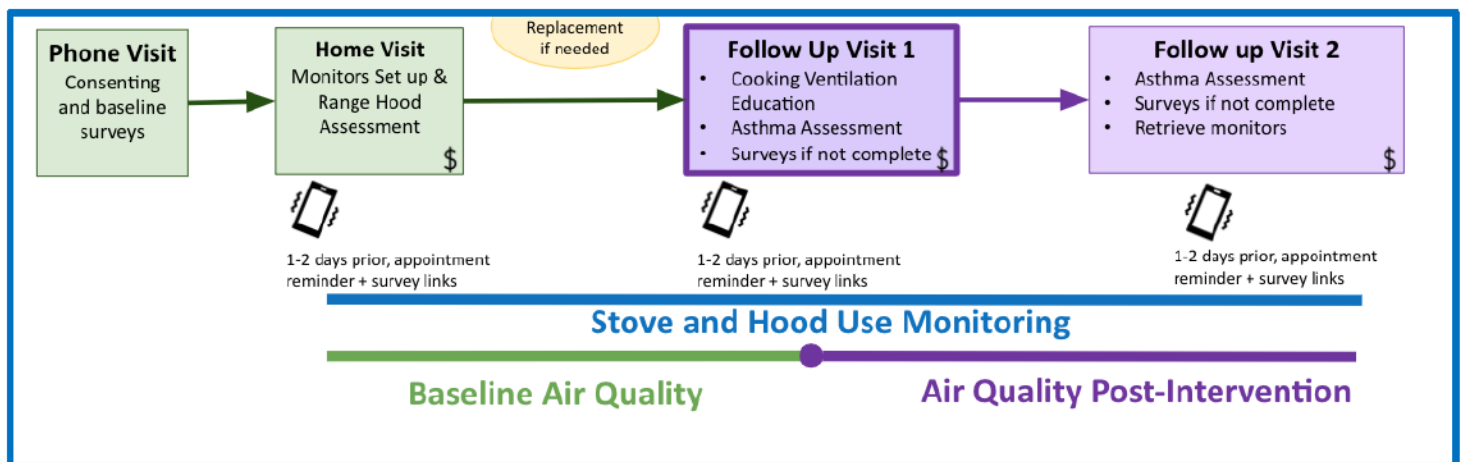 Phone Visit
Consenting
and baseline
surveys
Home Visit
Monitors Set up &
Range Hood
Assessment
$
Replacement
if needed
Follow Up Visit 1
• Cooking Ventilation
Education
• Asthma Assessment
• Surveys if not complete
$
Follow up Visit 2
• Asthma Assessment
• Surveys if not complete
• Retrieve monitors
$
1-2 days prior, appointment
reminder + survey links
1-2 days prior, appointment
reminder + survey links
1-2 days prior, appointment
reminder + survey links
Stove and Hood Use Monitoring
Baseline Air Quality
Air Quality Post-Intervention